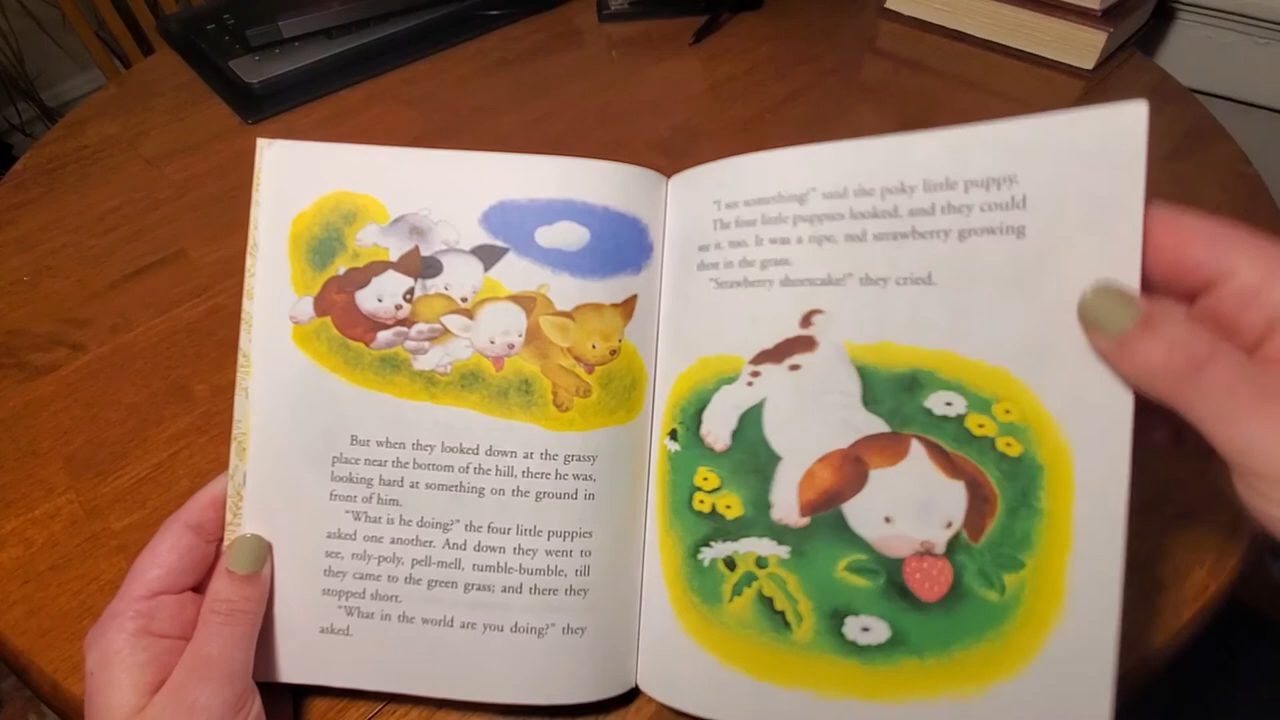 But when they looked down at the grassy
place near the bottom of the hill, there he was,
looking hard at something on the ground in
front of him.
"What is he doing?" the four little puppies
asked one another. And down they went to
see, roly-poly, pell-mell, tumble-bumble, till
they came to the green grass; and there they
stopped short.
"What in the world are you doing?" they
asked.
"I see something!" said the poky little puppy.
The four little puppies looked, and they could
see it, too. It was a ripe, red strawberry growing
there in the grass.
"Strawberry shortcake!" they cried.